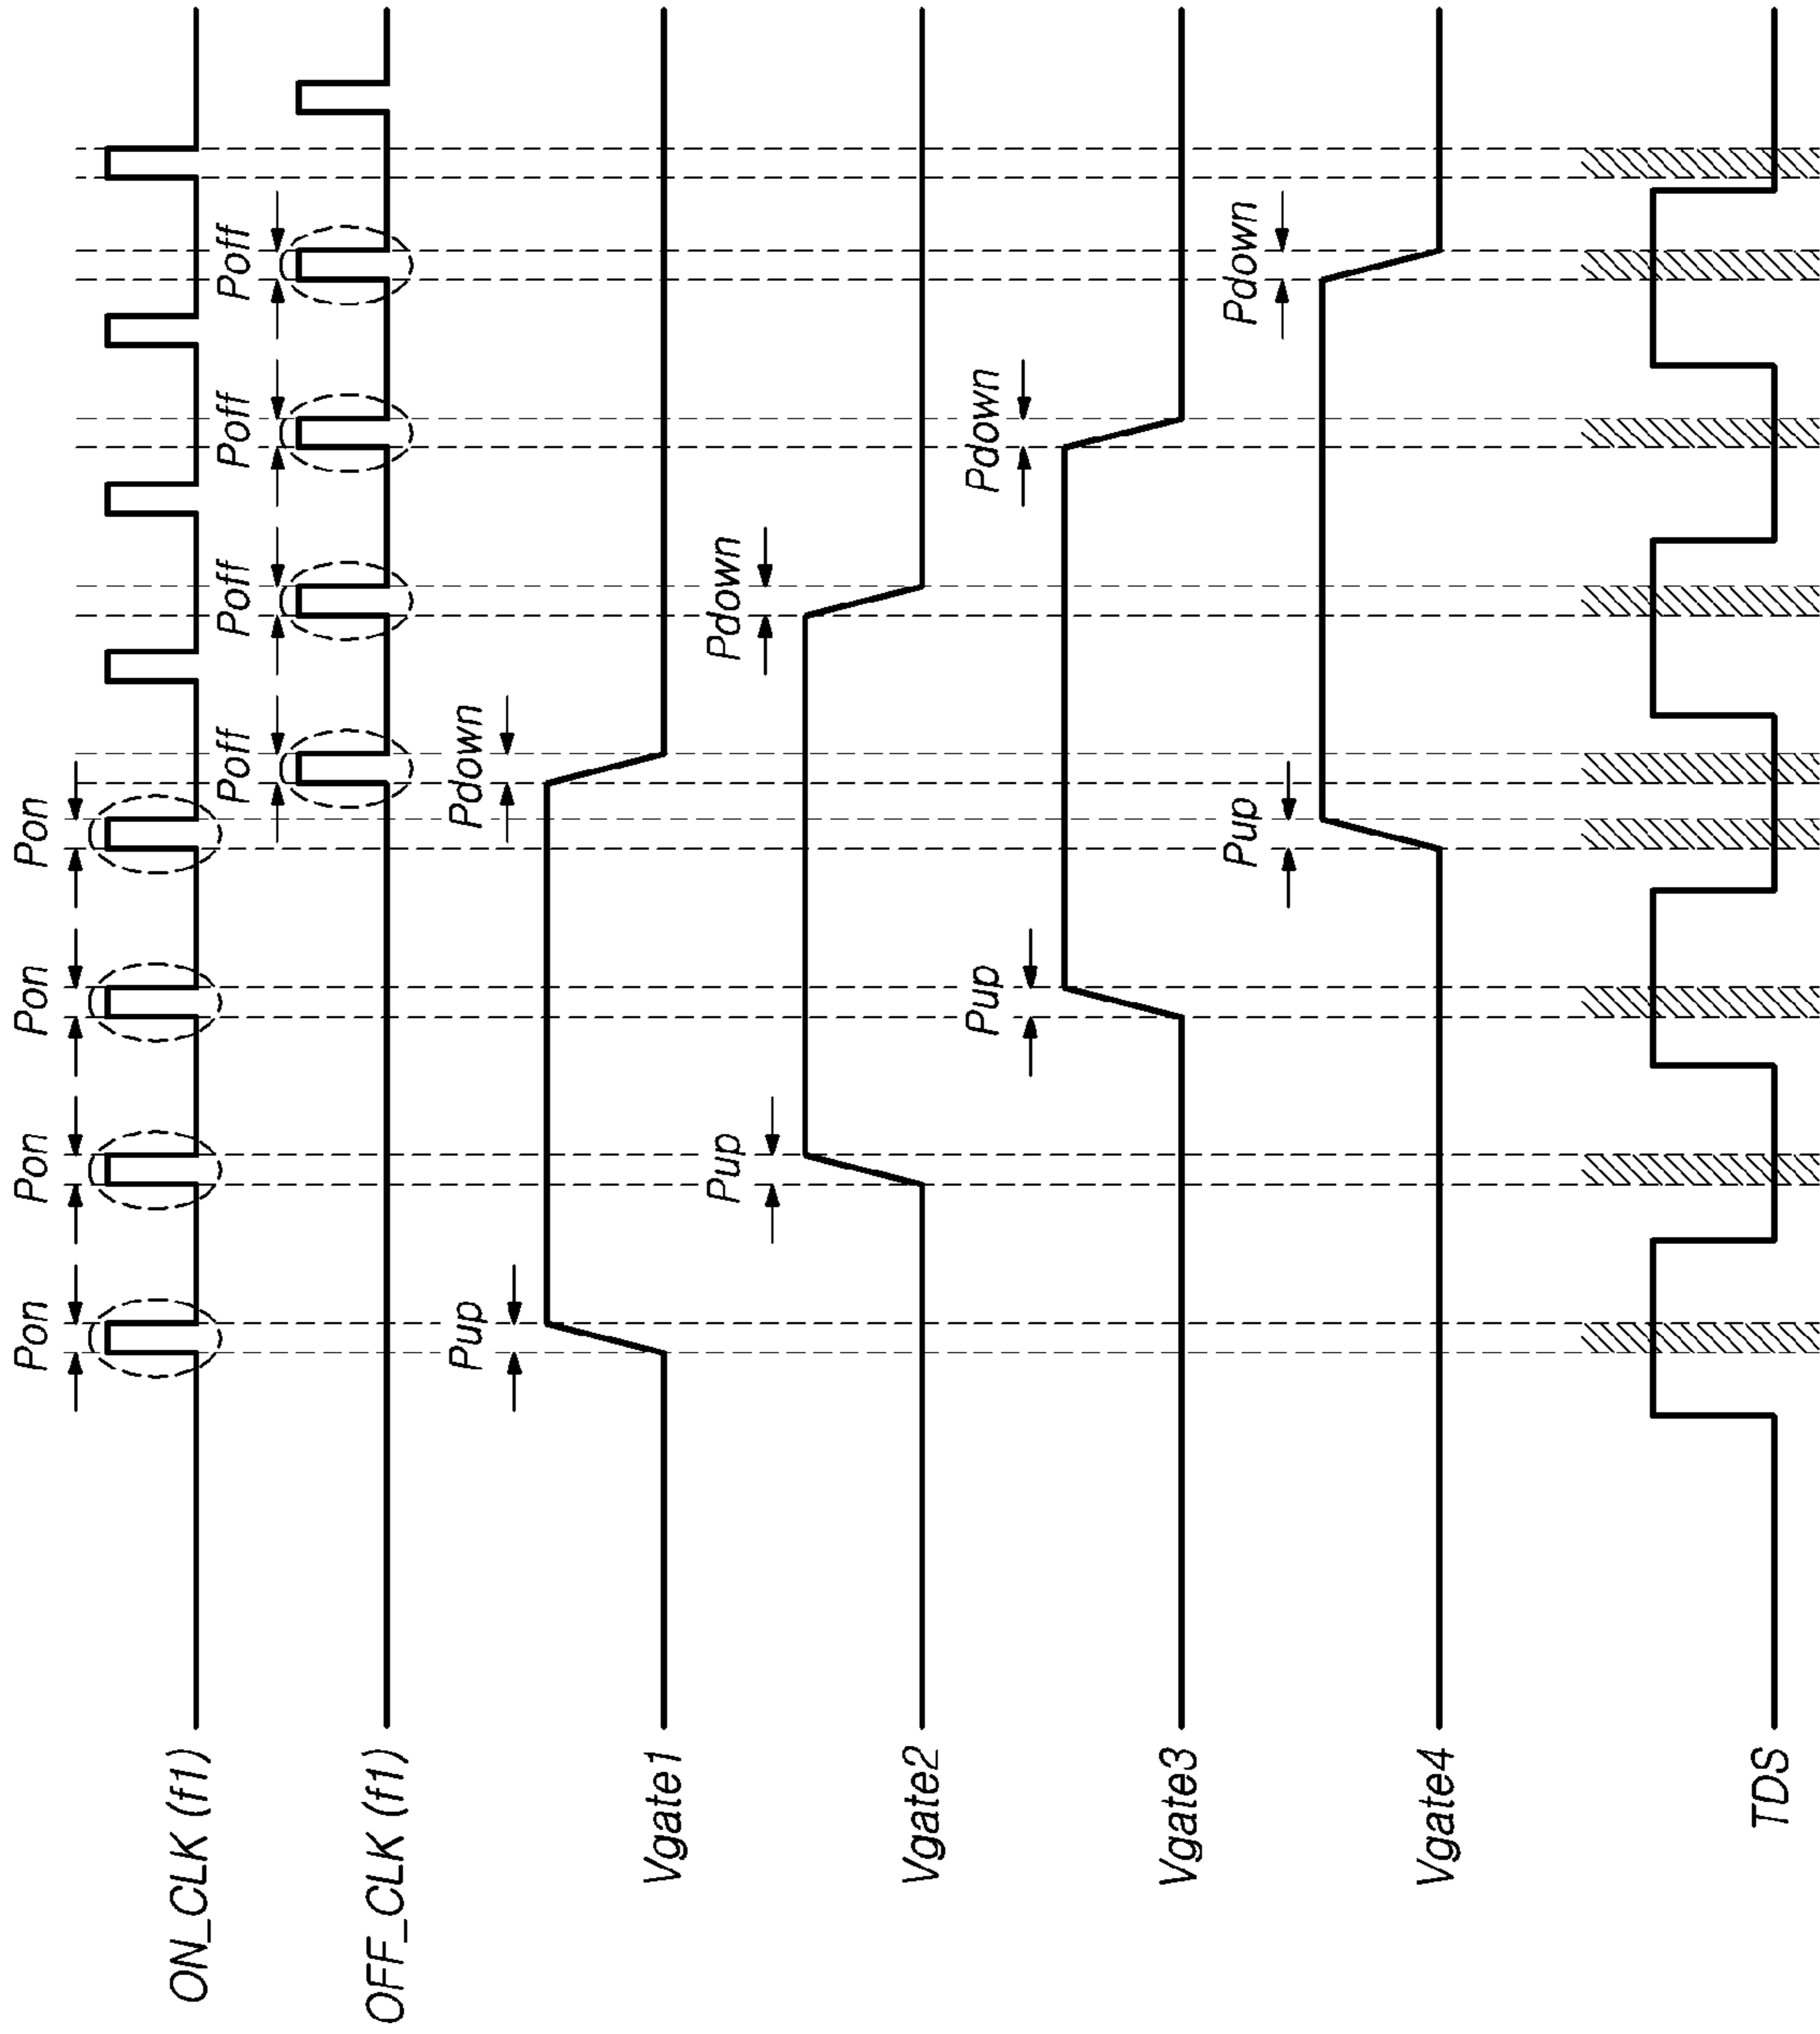 Pon Pon Pon Pon
ON_CLK (f1)
Poff Poff Poff Poff
OFF_CLK (f1)
Pup Pdown
Vgate1
Pup Pdown
Vgate2
Pup Pdown
Vgate3
Pup Pdown
Vgate4
TDS